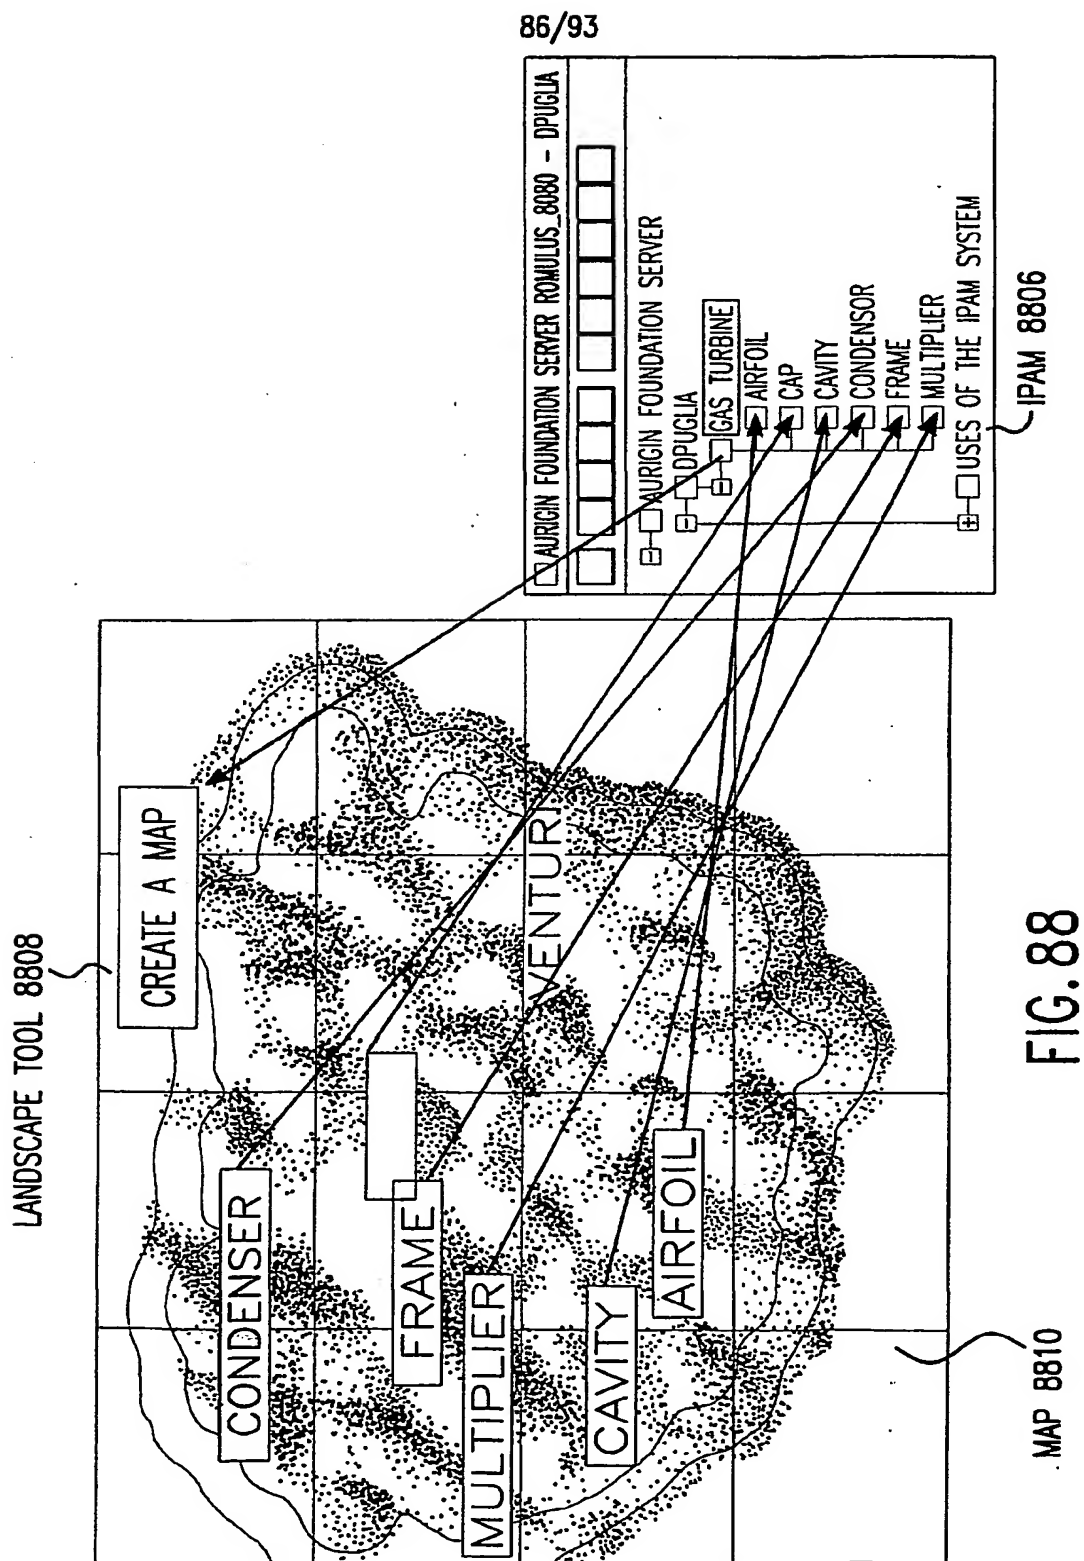 86/93
LANDSCAPE TOOL 8808
CREATE A MAP
CONDENSER
FRAME
MULTIPLIER
CAVITY
AIRFOIL
VENTURI
MAP 8810
AURIGIN FOUNDATION SERVER ROMULUS_8080 - DPUGLIA
AURIGIN FOUNDATION SERVER
DPUGLIA
GAS TURBINE
AIRFOIL
CAP
CAVITY
CONDENSOR
FRAME
MULTIPLIER
USES OF THE IPAM SYSTEM
IPAM 8806
FIG.88